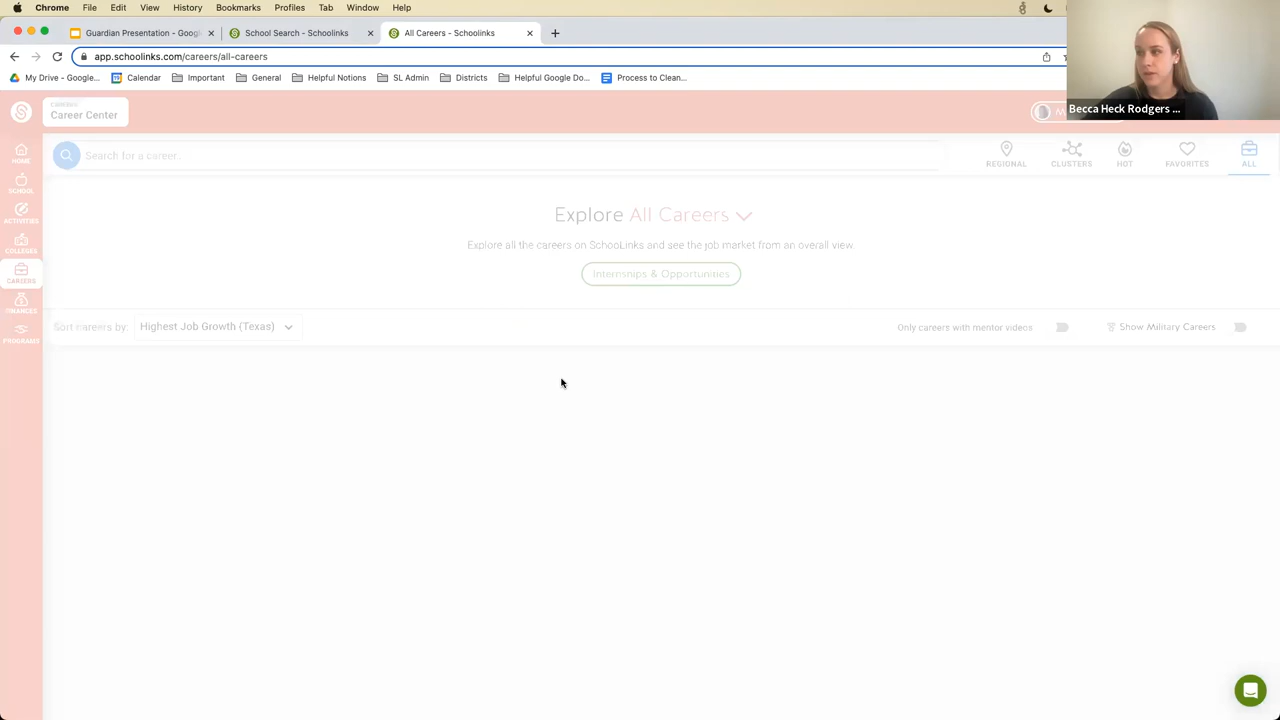 Chrome File Edit View History Bookmarks Profiles Tab Window Help
Guardian Presentation - Googl School Search - Schoolinks All Careers - Schoolinks
app.schoolinks.com/careers/all-careers
My Drive - Google... Calendar Important General Helpful Notions SL Admin Districts Helpful Google Do... Process to Clean...
Becca Heck Rodgers ...
Career Center
Search for a career..
REGIONAL CLUSTERS HOT FAVORITES ALL
HOME
SCHOOL
ACTIVITIES
COLLEGES
CAREERS
FINANCES
PROGRAMS
Explore All Careers
Explore all the careers on SchooLinks and see the job market from an overall view.
Internships & Opportunities
Sort careers by: Highest Job Growth (Texas) Only careers with mentor videos Show Military Careers